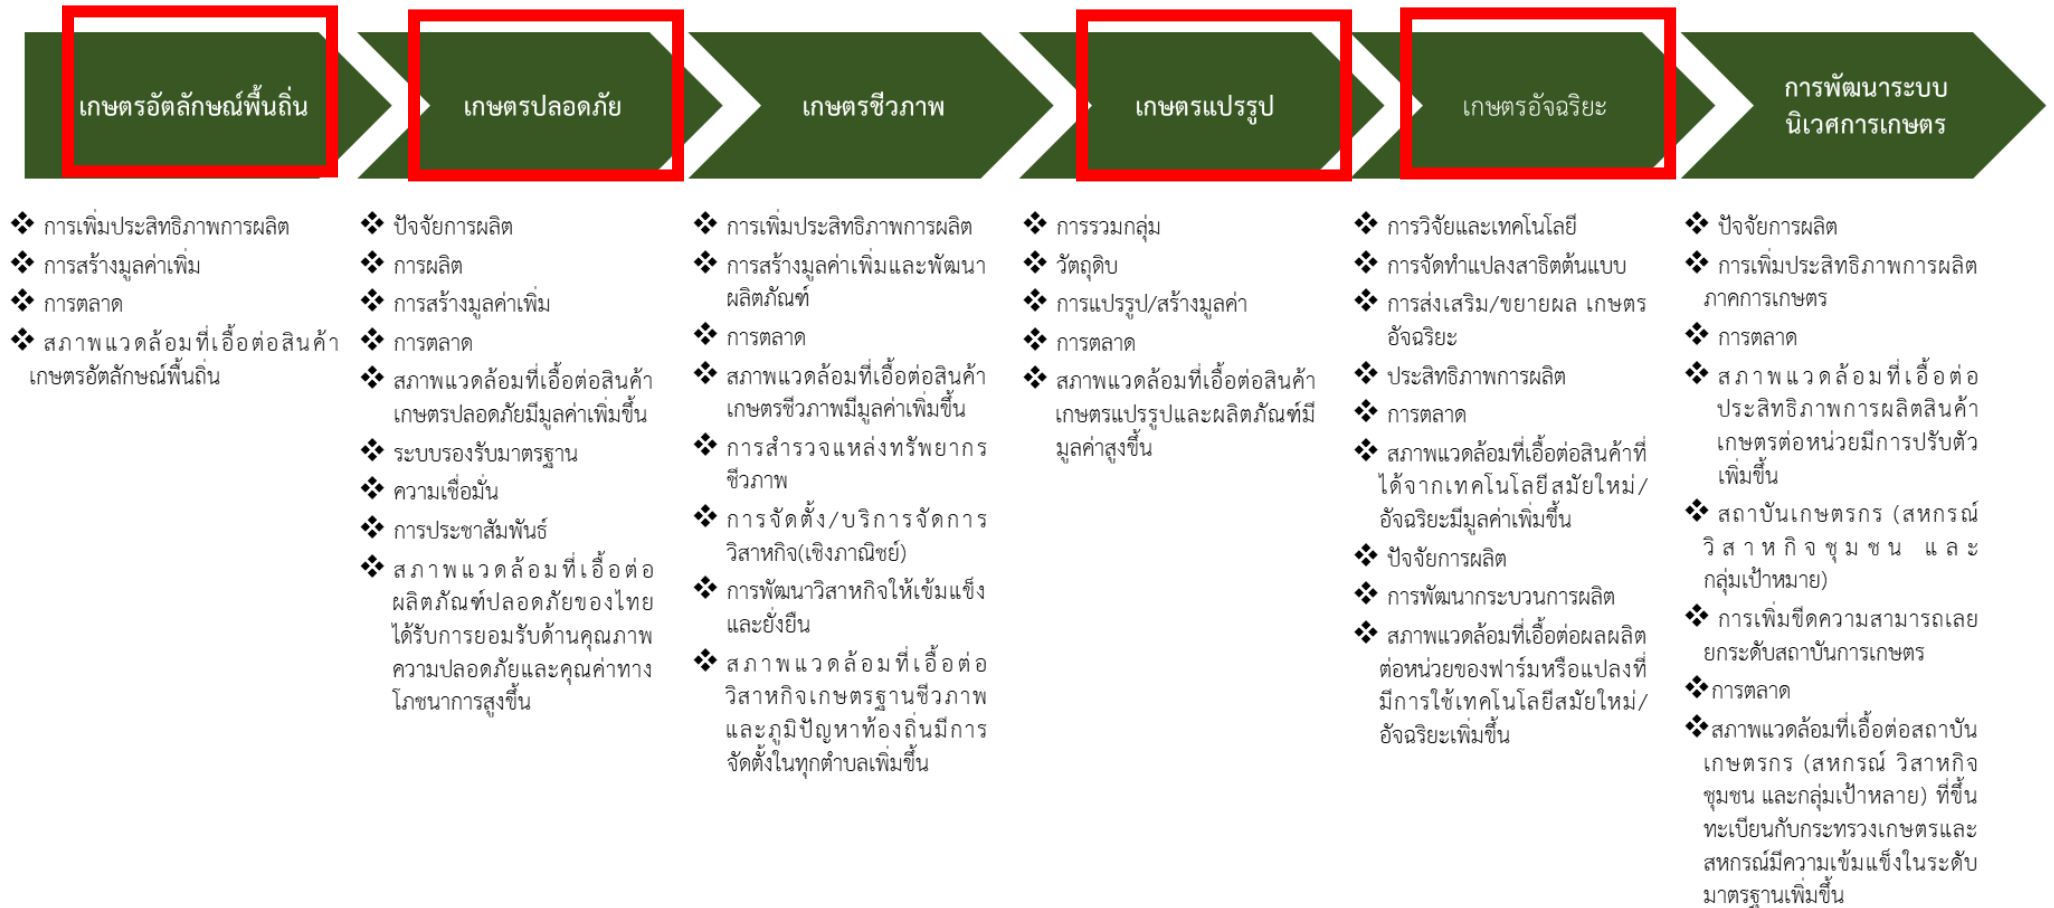 เกษตรอัตลักษณ์พื้นถิ่น
เกษตรปลอดภัย
เกษตรชีวภาพ
เกษตรแปรรูป
เกษตรอัจฉริยะ
การพัฒนาระบบ
นิเวศการเกษตร
❖ การเพิ่มประสิทธิภาพการผลิต
❖ การสร้างมูลค่าเพิ่ม
❖ การตลาด
❖ สภาพแวดล้อมที่เอื้อต่อสินค้า
เกษตรอัตลักษณ์พื้นถิ่น
❖ ปัจจัยการผลิต
❖ การผลิต
❖ การสร้างมูลค่าเพิ่ม
❖ การตลาด
❖ สภาพแวดล้อมที่เอื้อต่อสินค้า
เกษตรปลอดภัยมีมูลค่าเพิ่มขึ้น
❖ ระบบรองรับมาตรฐาน
❖ ความเชื่อมั่น
❖ การประชาสัมพันธ์
❖ สภาพแวดล้อมที่เอื้อต่อ
ผลิตภัณฑ์ปลอดภัยของไทย
ได้รับการยอมรับด้านคุณภาพ
ความปลอดภัยและคุณค่าทาง
โภชนาการสูงขึ้น
❖ การเพิ่มประสิทธิภาพการผลิต
❖ การสร้างมูลค่าเพิ่มและพัฒนา
ผลิตภัณฑ์
❖ การตลาด
❖ สภาพแวดล้อมที่เอื้อต่อสินค้า
เกษตรชีวภาพมีมูลค่าเพิ่มขึ้น
❖ การสำรวจแหล่งทรัพยากร
ชีวภาพ
❖ การจัดตั้ง/บริการจัดการ
วิสาหกิจ(เชิงภาณิชย์)
❖ การพัฒนาวิสาหกิจให้เข้มแข็ง
และยั่งยืน
❖ สภาพแวดล้อมที่เอื้อต่อ
วิสาหกิจเกษตรฐานชีวภาพ
และภูมิปัญหาท้องถิ่นมีการ
จัดตั้งในทุกตำบลเพิ่มขึ้น
❖ การรวมกลุ่ม
❖ วัตถุดิบ
❖ การแปรรูป/สร้างมูลค่า
❖ การตลาด
❖ สภาพแวดล้อมที่เอื้อต่อสินค้า
เกษตรแปรรูปและผลิตภัณฑ์มี
มูลค่าสูงขึ้น
❖ การวิจัยและเทคโนโลยี
❖ การจัดทำแปลงสาธิตต้นแบบ
❖ การส่งเสริม/ขยายผล เกษตร
อัจฉริยะ
❖ ประสิทธิภาพการผลิต
❖ การตลาด
❖ สภาพแวดล้อมที่เอื้อต่อสินค้าที่
ได้จากเทคโนโลยีสมัยใหม่/
อัจฉริยะมีมูลค่าเพิ่มขึ้น
❖ ปัจจัยการผลิต
❖ การพัฒนากระบวนการผลิต
❖ สภาพแวดล้อมที่เอื้อต่อผลผลิต
ต่อหน่วยของฟาร์มหรือแปลงที่
มีการใช้เทคโนโลยีสมัยใหม่/
อัจฉริยะเพิ่มขึ้น
❖ ปัจจัยการผลิต
❖ การเพิ่มประสิทธิภาพการผลิต
ภาคการเกษตร
❖ การตลาด
❖ สภาพแวดล้อมที่เอื้อต่อ
ประสิทธิภาพการผลิตสินค้า
เกษตรต่อหน่วยมีการปรับตัว
เพิ่มขึ้น
❖ สถาบันเกษตรกร (สหกรณ์
วิสาหกิจชุมชน และ
กลุ่มเป้าหมาย)
❖ การเพิ่มขีดความสามารถเลย
ยกระดับสถาบันการเกษตร
❖การตลาด
❖สภาพแวดล้อมที่เอื้อต่อสถาบัน
เกษตรกร (สหกรณ์ วิสาหกิจ
ชุมชน และกลุ่มเป้าหลาย) ที่ขึ้น
ทะเบียนกับกระทรวงเกษตรและ
สหกรณ์มีความเข้มแข็งในระดับ
มาตรฐานเพิ่มขึ้น